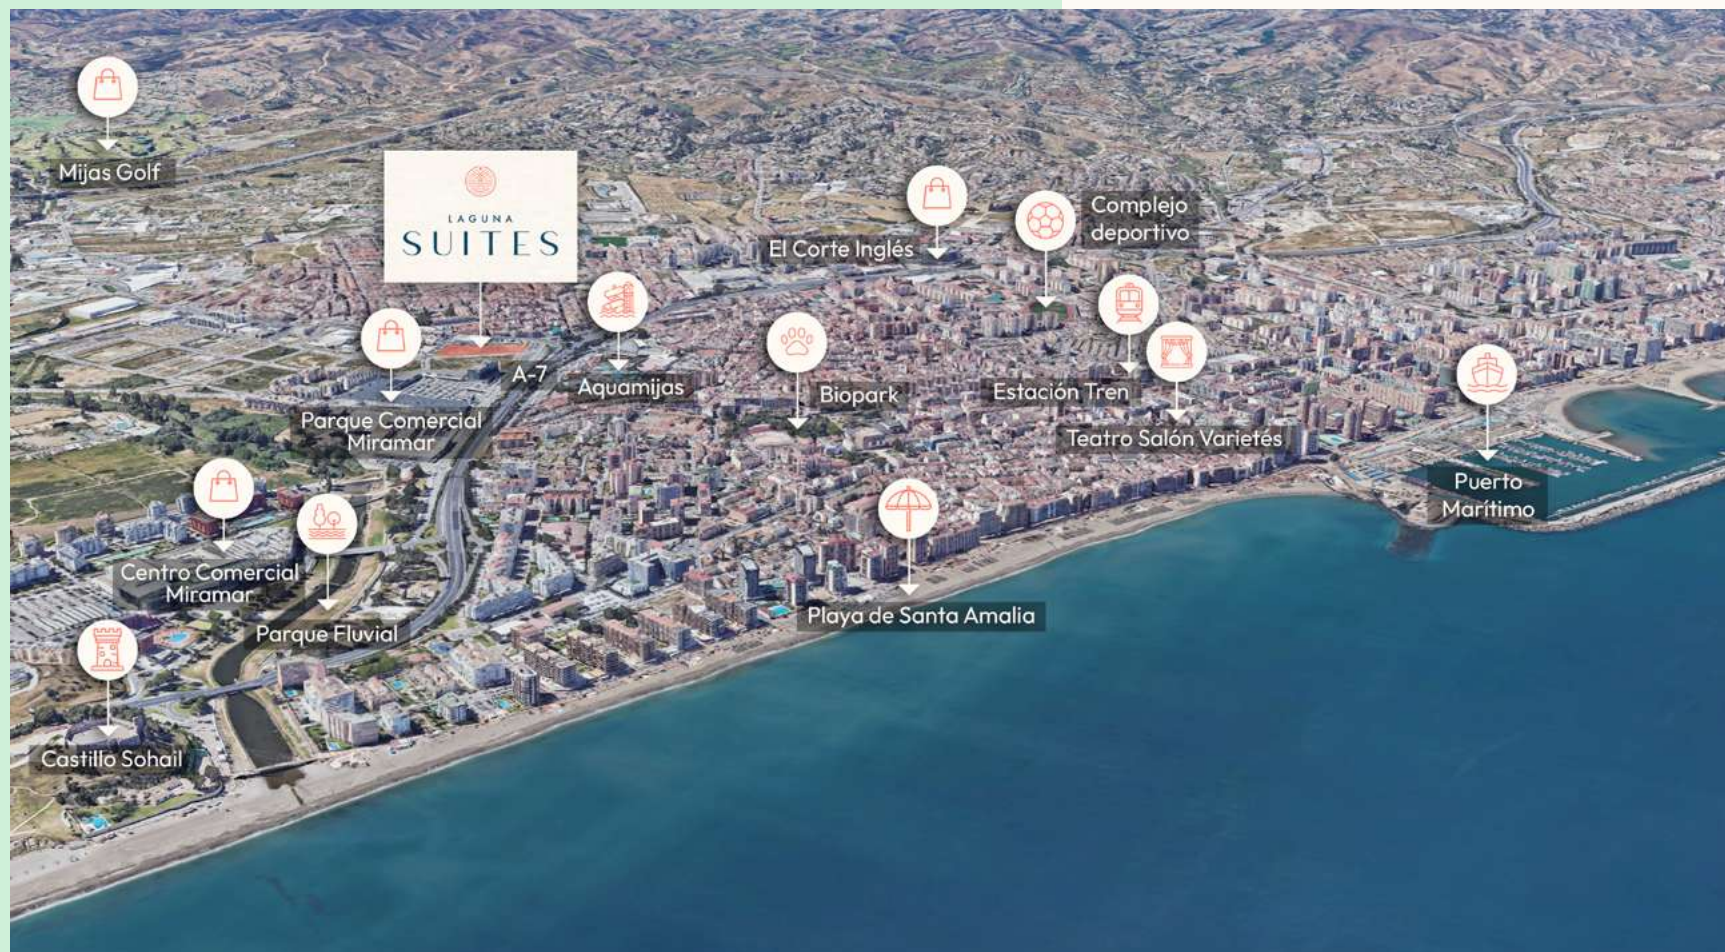 Mijas Golf
LAGUNA
SUITES
El Corte Inglés
Complejo
deportivo
A-7
Aquamijas
Biopark
Estación Tren
Parque Comercial
Miramar
Teatro Salón Varietés
Puerto
Marítimo
Centro Comercial
Miramar
Parque Fluvial
Playa de Santa Amalia
Castillo Sohail